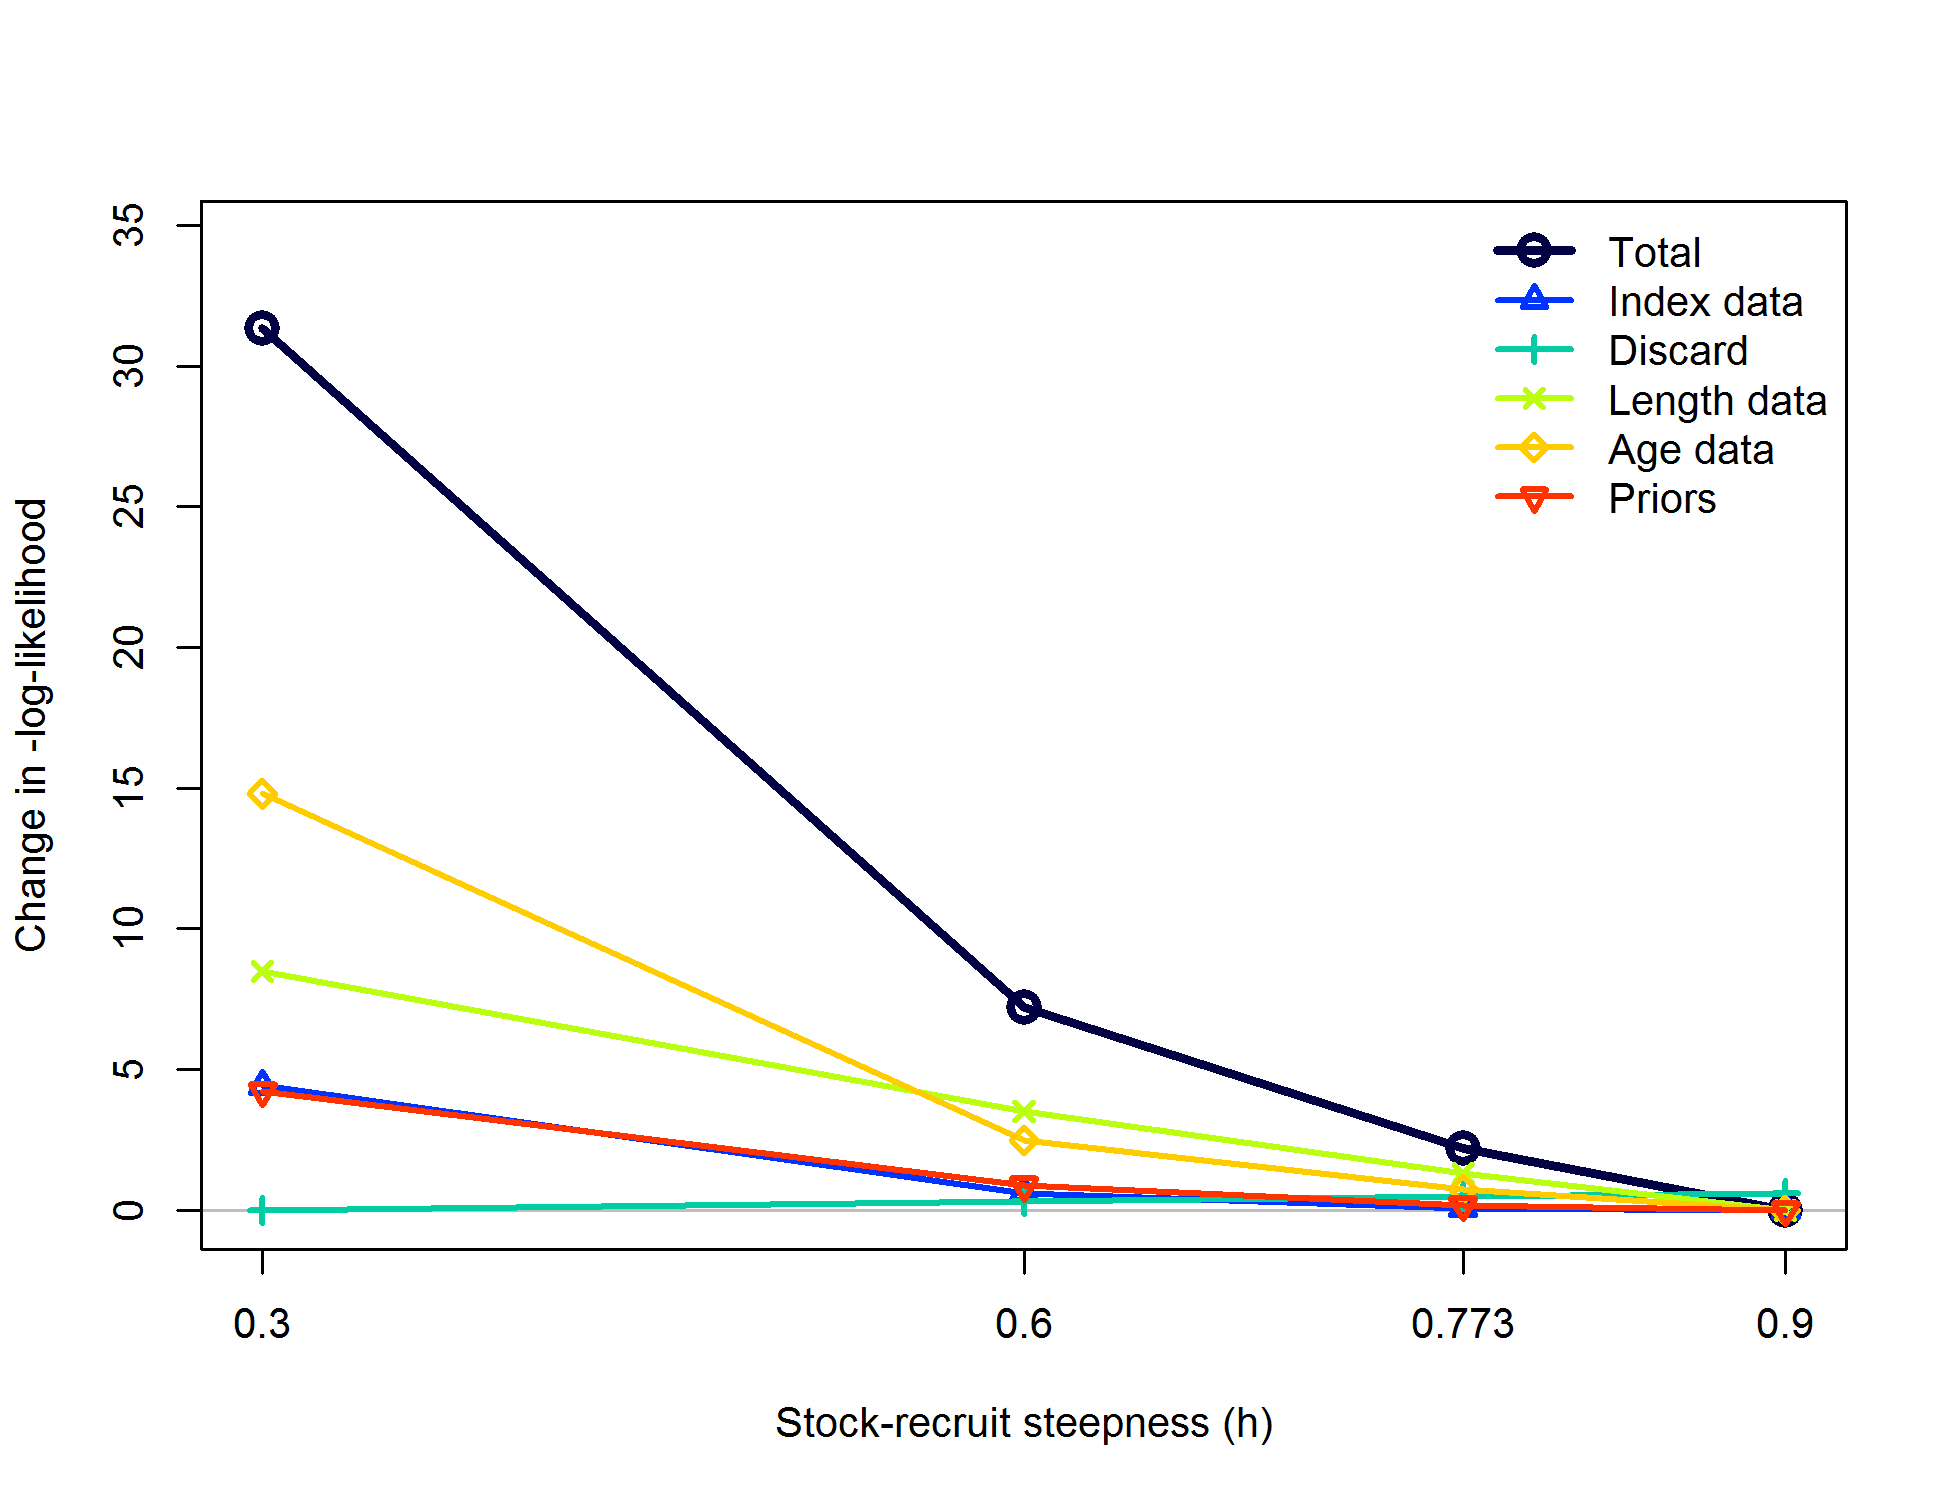 35
30
25
20
15
10
5
0
Change in -log-likelihood
Total
Index data
Discard
Length data
Age data
Priors
0.3
0.6
0.773
0.9
Stock-recruit steepness (h)